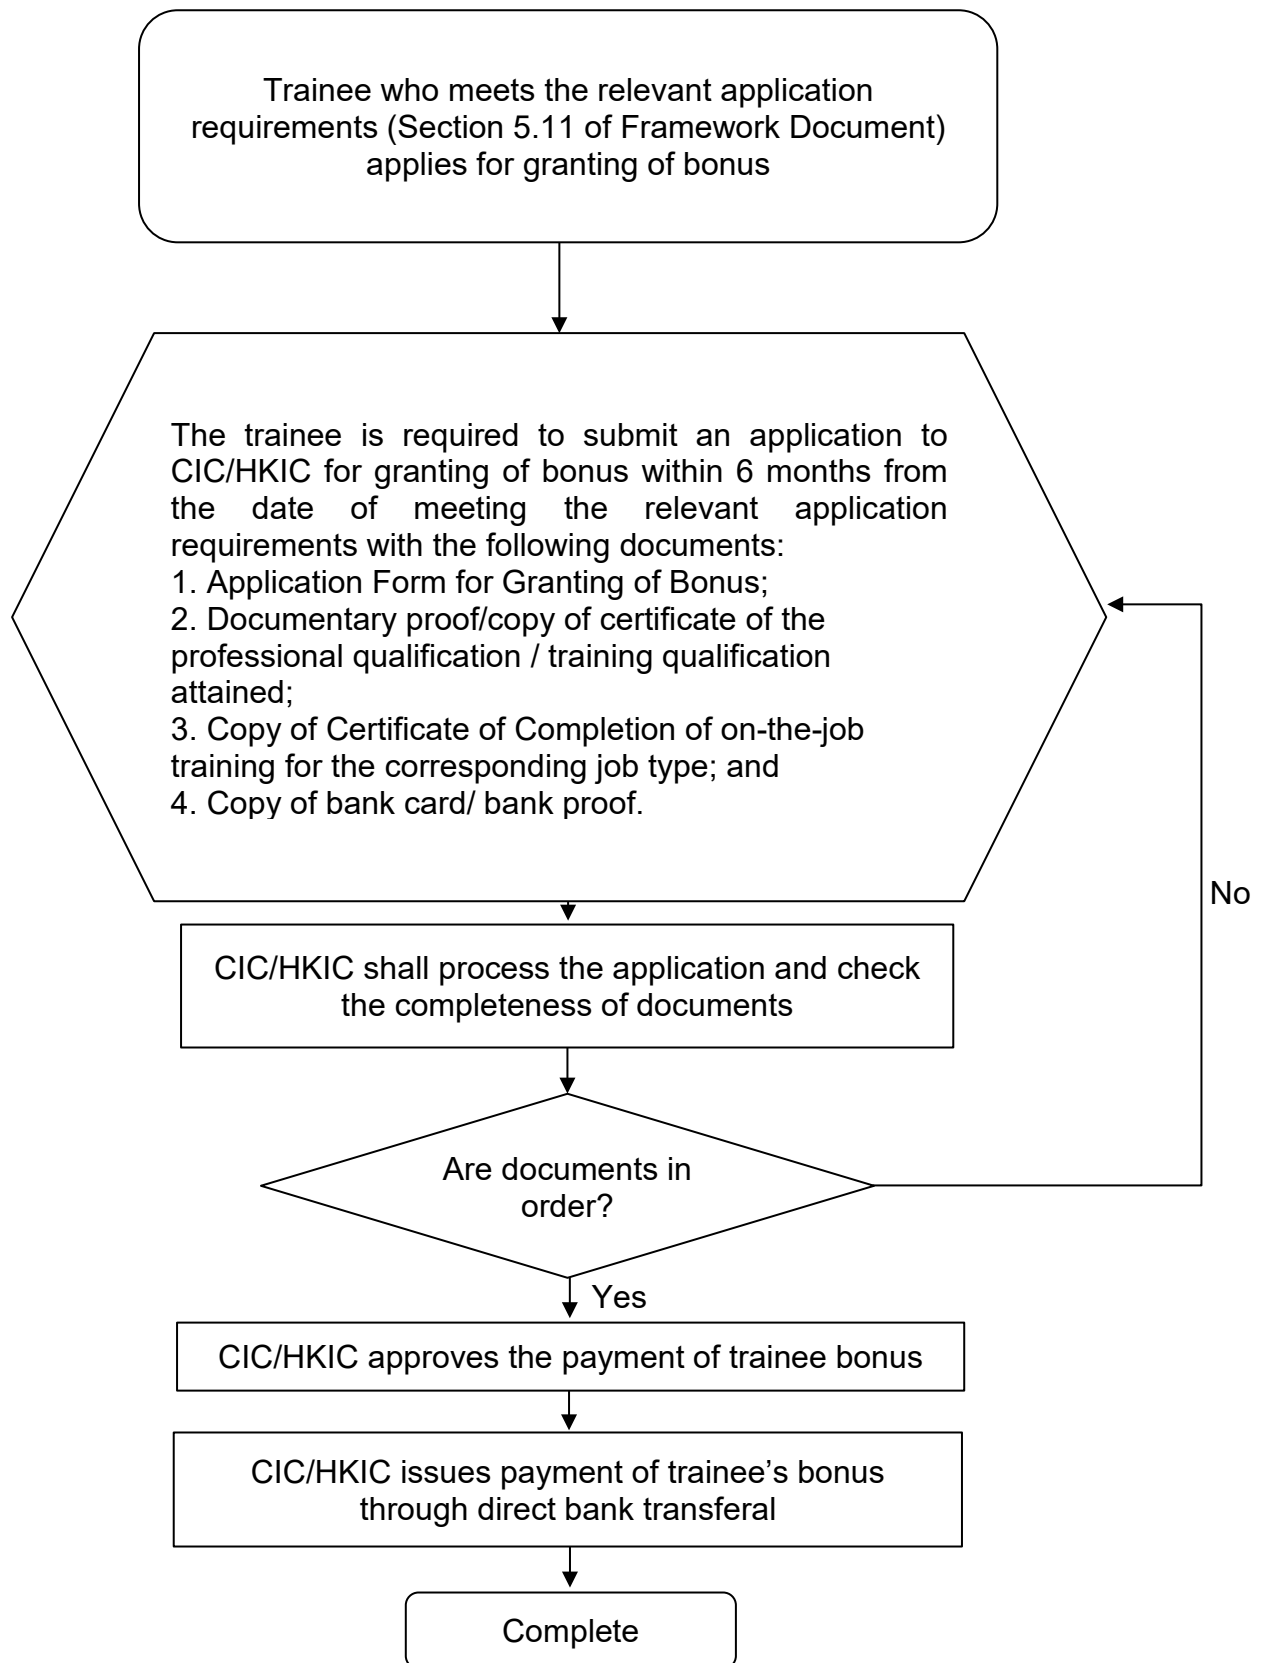 Trainee who meets the relevant application
requirements (Section 5.11 of Framework Document)
applies for granting of bonus
The trainee is required to submit an application to
CIC/HKIC for granting of bonus within 6 months from
the date of meeting the relevant application
requirements with the following documents:
1. Application Form for Granting of Bonus;
2. Documentary proof/copy of certificate of the
professional qualification / training qualification
attained;
3. Copy of Certificate of Completion of on-the-job
training for the corresponding job type; and
4. Copy of bank card/ bank proof.
No
CIC/HKIC shall process the application and check
the completeness of documents
Are documents in
order?
Yes
CIC/HKIC approves the payment of trainee bonus
CIC/HKIC issues payment of trainee’s bonus
through direct bank transferal
Complete